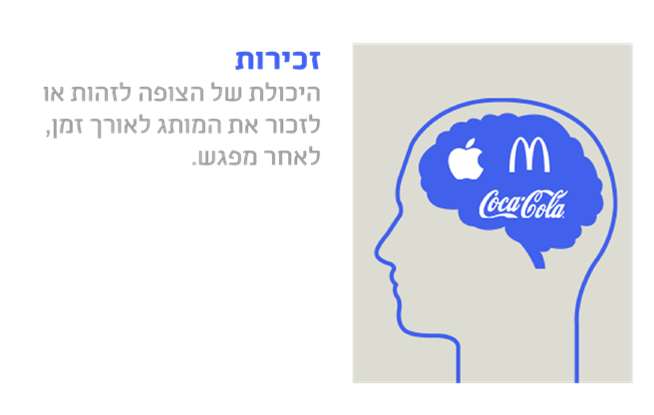 זכירות
היכולת של הצופה לזהות או
לזכור את המותג לאורך זמן,
לאחר מפגש.
Coca-Cola